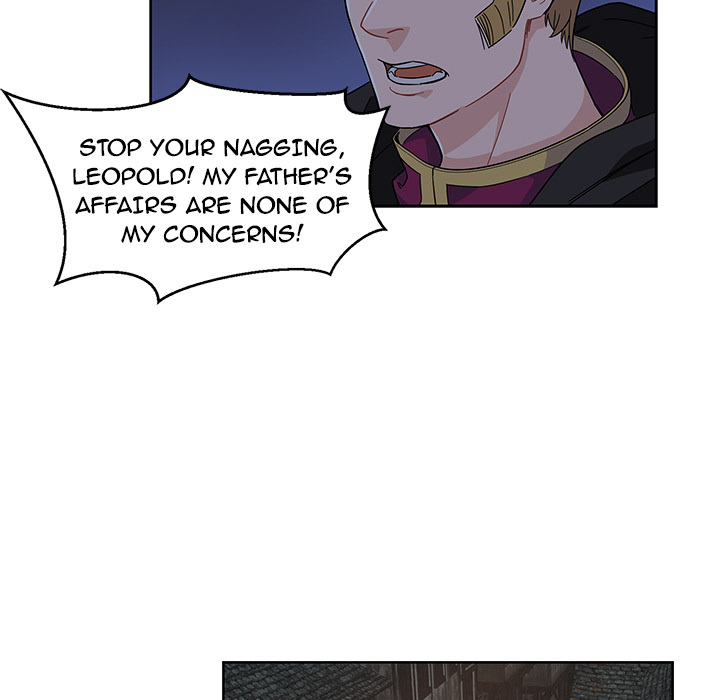 STOP YOUR NAGGING,
LEOPOLD! MY FATHER'S
AFFAIRS ARE NONE OF
MY CONCERNS!